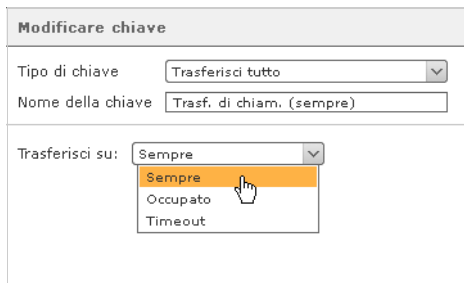 Modificare chiave
Tipo di chiave Trasferisci tutto
Nome della chiave Trasf. di chiam. (sempre)
Trasferisci su: Sempre
Sempre
Occupato
Timeout